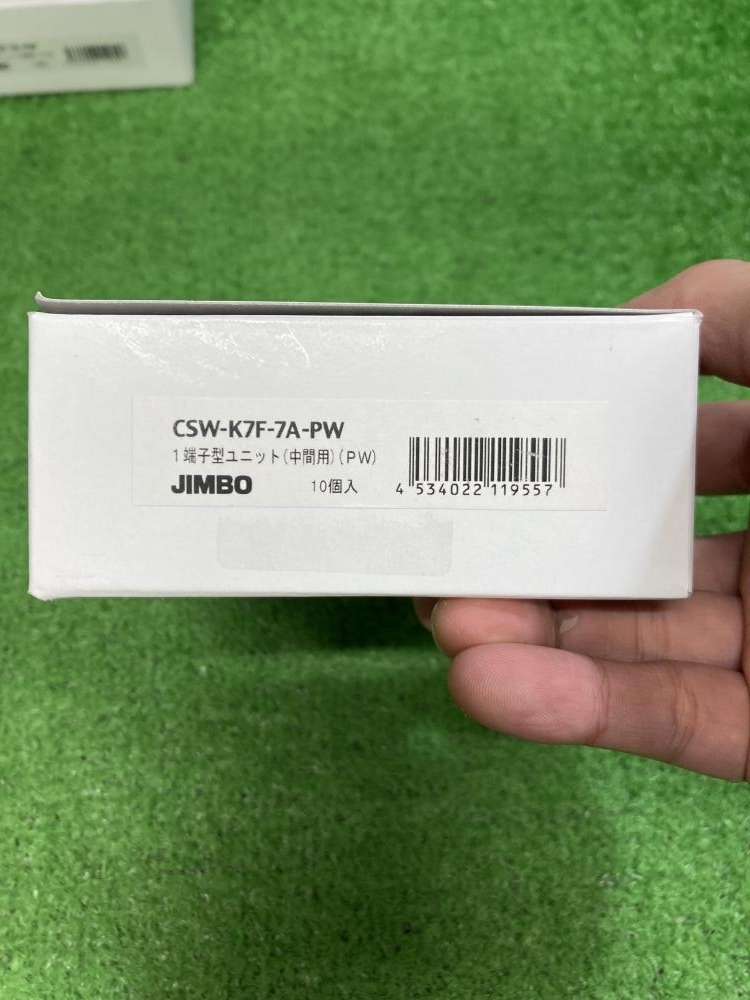 CSW-K7F-7A-PW
1端子型ユニット(中間用)(PW)
JIMBO 10個入
4 534022 119557